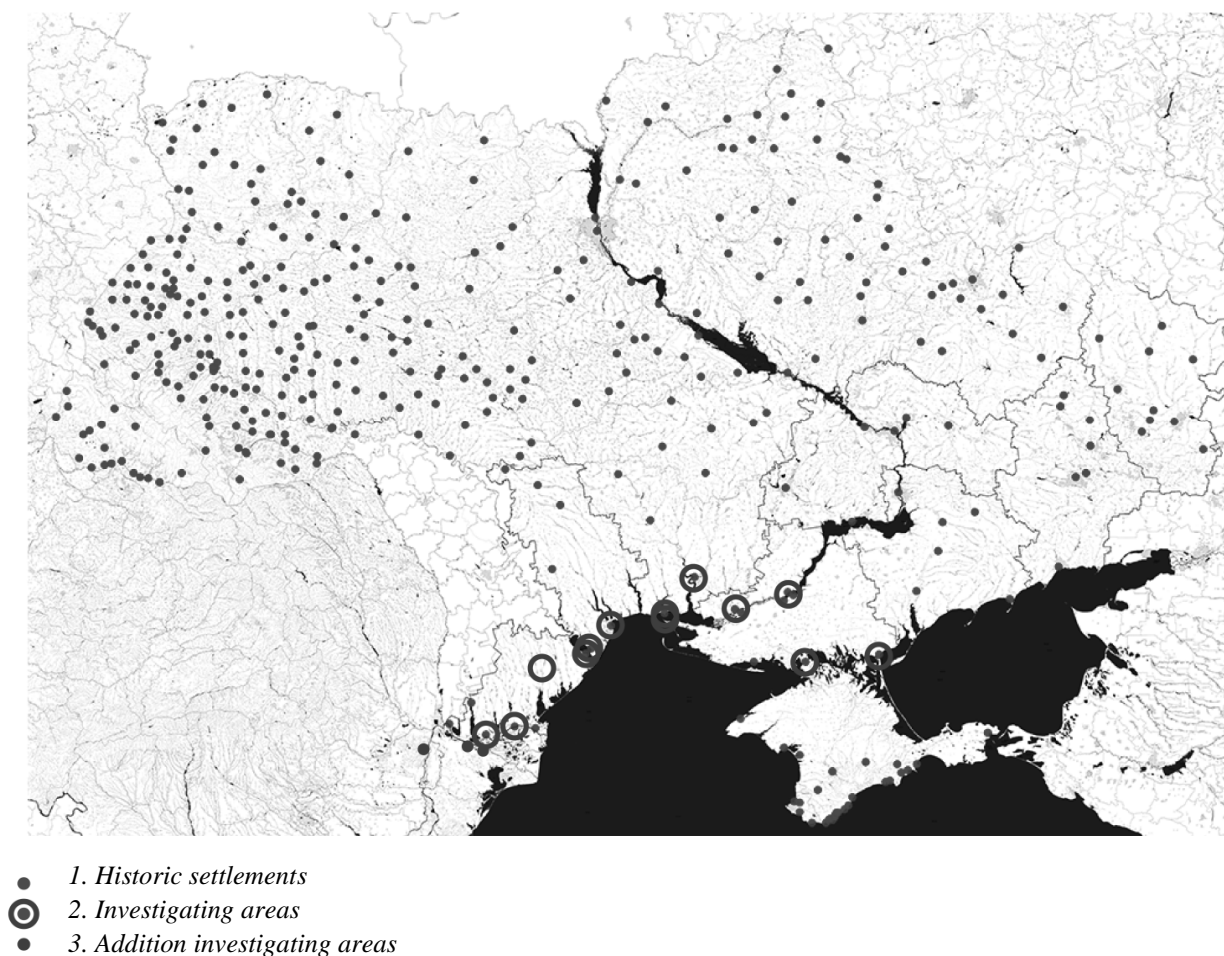 1. Historic settlements
2. Investigating areas
3. Addition investigating areas